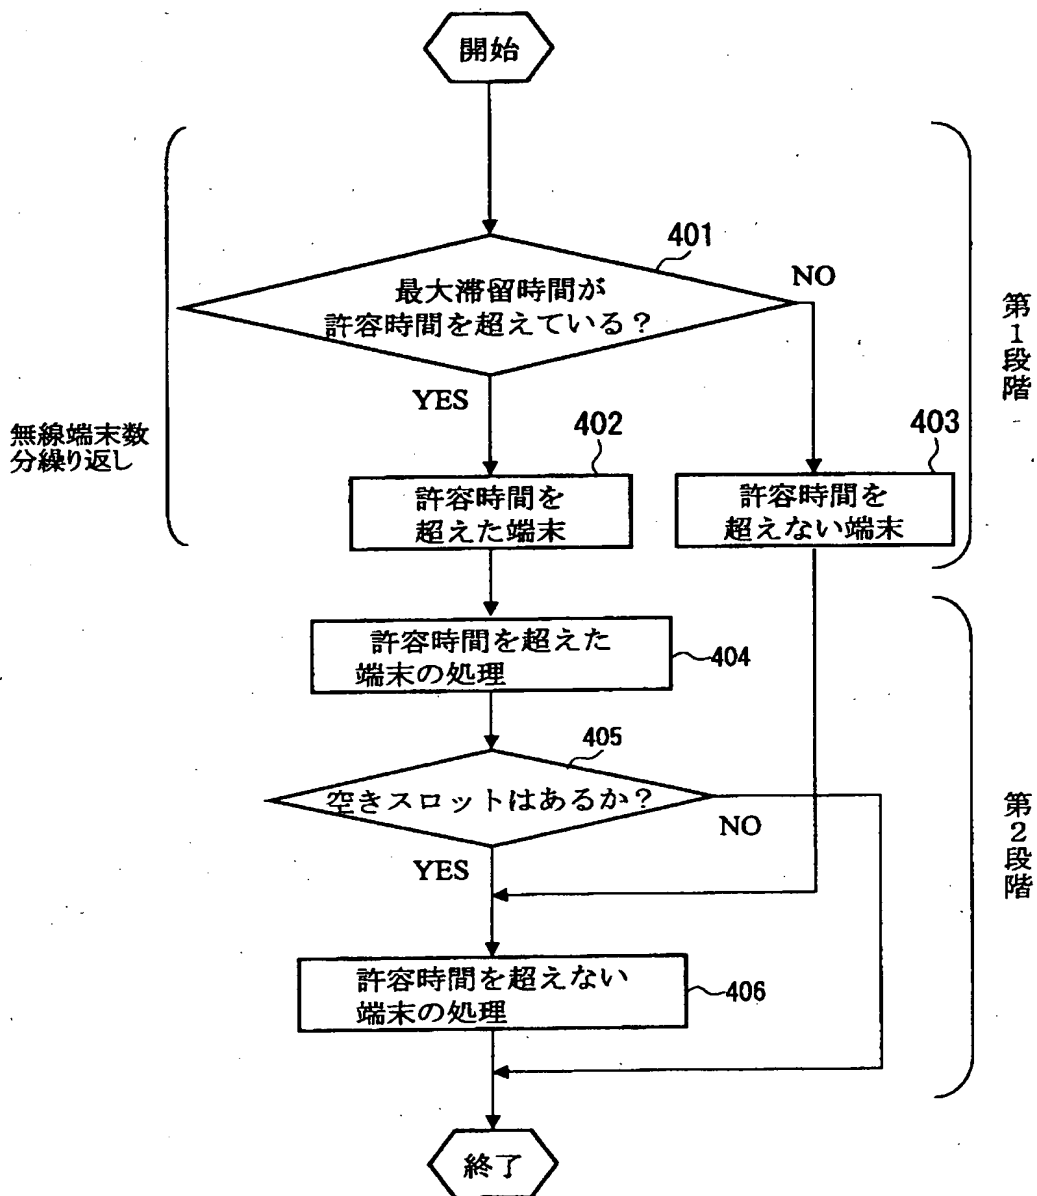 開始
401
最大滞留時間が
許容時間を超えている?
NO
YES
第1段階
無線端末数
分繰り返し
402
許容時間を
超えた端末
403
許容時間を
超えない端末
許容時間を超えた
端末の処理
404
405
空きスロットはあるか?
NO
YES
第2段階
許容時間を超えない
端末の処理
406
終了